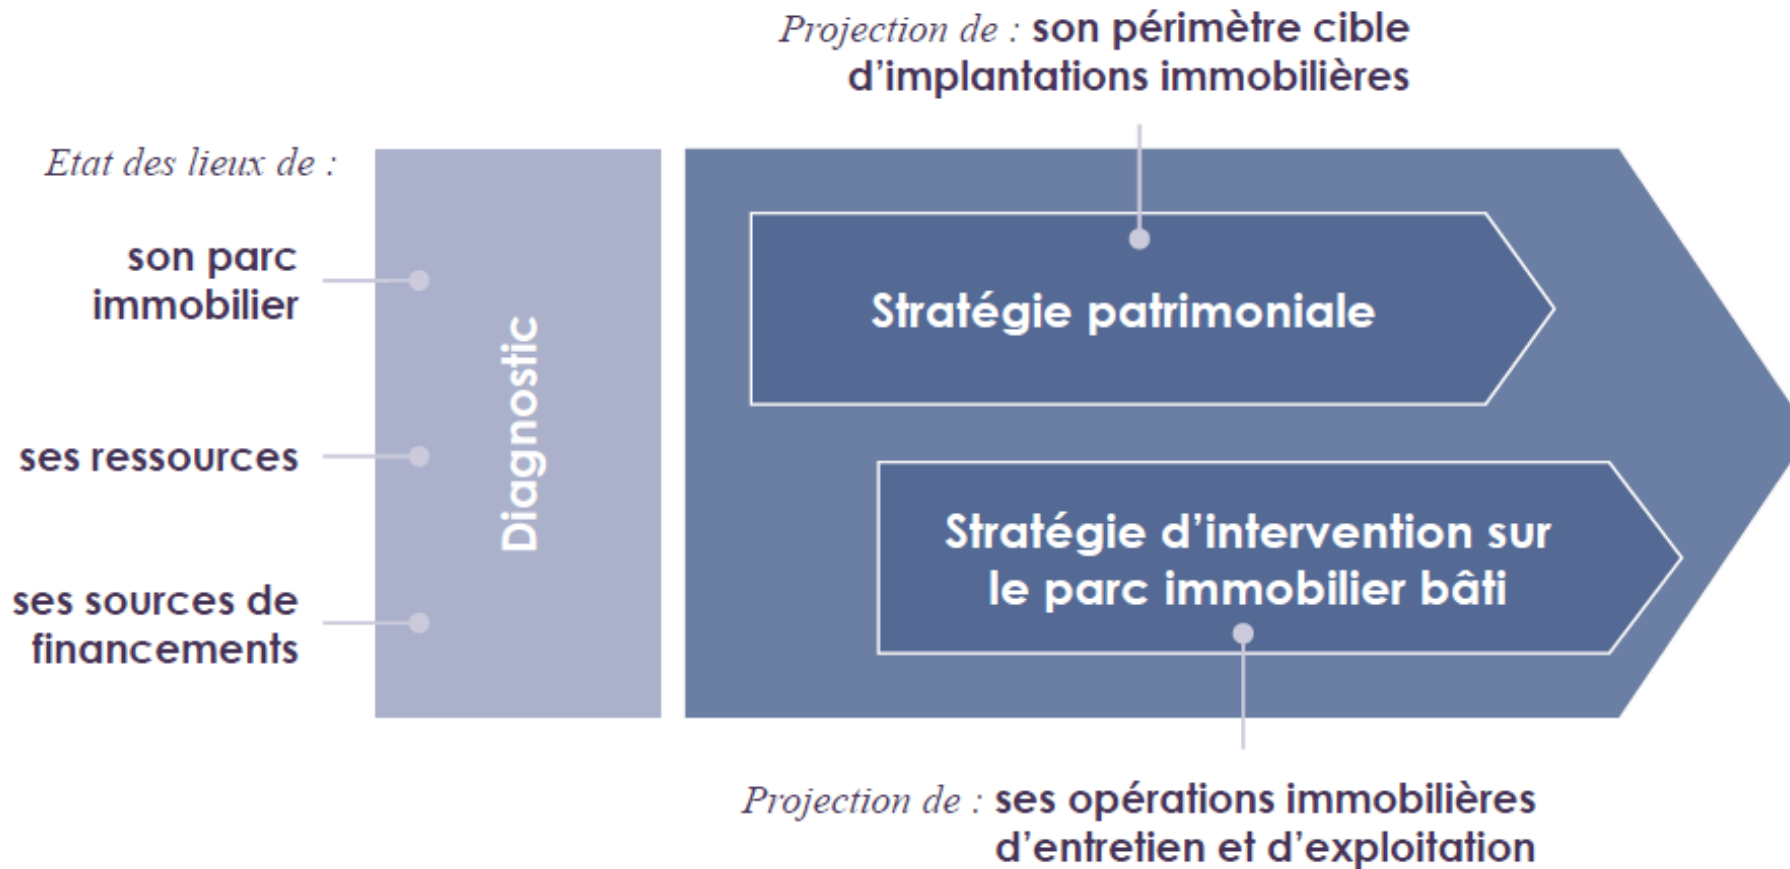 Projection de : son périmètre cible
d’implantations immobilières
Etat des lieux de :
son parc
immobilier
ses ressources
ses sources de
financements
Diagnostic
Stratégie patrimoniale
Stratégie d’intervention sur
le parc immobilier bâti
Projection de : ses opérations immobilières
d’entretien et d’exploitation